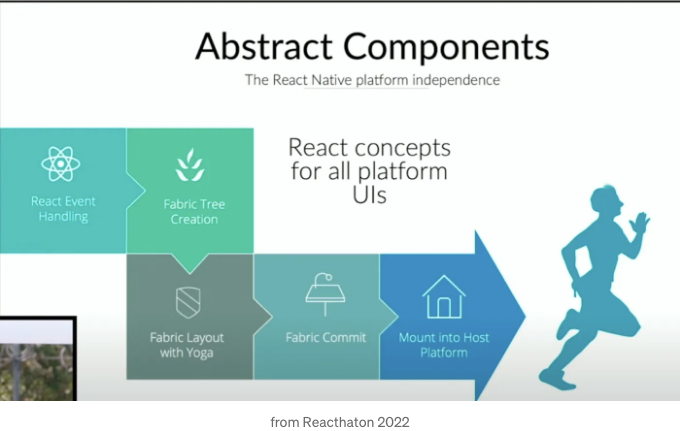 Abstract Components
The React Native platform independence
React concepts
for all platform
UIs
React Event
Handling
Fabric Tree
Creation
Fabric Layout
with Yoga
Fabric Commit
Mount into Host
Platform
from Reacthaton 2022